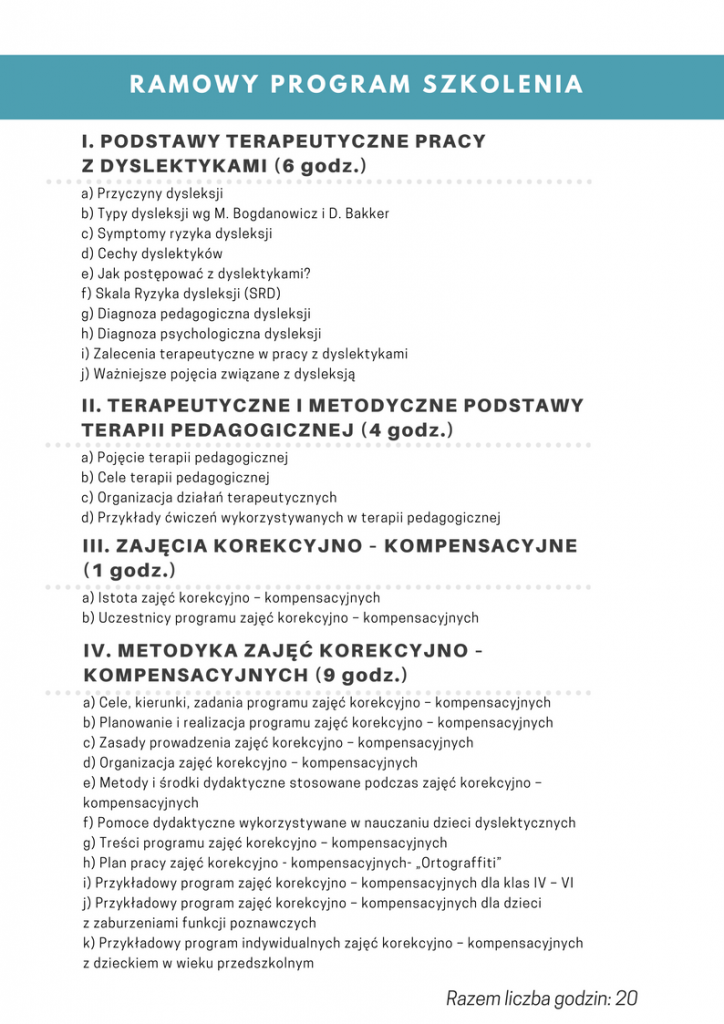 RAMOWY PROGRAM SZKOLENIA
I. PODSTAWY TERAPEUTYCZNE PRACY
Z DYSLEKTYKAMI (6 godz.)
a) Przyczyny dysleksji
b) Typy dysleksji wg M. Bogdanowicz i D. Bakker
c) Symptomy ryzyka dysleksji
d) Cechy dyslektyków
e) Jak postępować z dyslektykami?
f) Skala Ryzyka dysleksji (SRD)
g) Diagnoza pedagogiczna dysleksji
h) Diagnoza psychologiczna dysleksji
i) Zalecenia terapeutyczne w pracy z dyslektykami
j) Ważniejsze pojęcia związane z dysleksją
II. TERAPEUTYCZNE I METODYCZNE PODSTAWY
TERAPII PEDAGOGICZNEJ (4 godz.)
a) Pojęcie terapii pedagogicznej
b) Cele terapii pedagogicznej
c) Organizacja działań terapeutycznych
d) Przykłady ćwiczeń wykorzystywanych w terapii pedagogicznej
III. ZAJĘCIA KOREKCYJNO - KOMPENSACYJNE
(1 godz.)
a) Istota zajęć korekcyjno – kompensacyjnych
b) Uczestnicy programu zajęć korekcyjno – kompensacyjnych
IV. METODYKA ZAJĘĆ KOREKCYJNO -
KOMPENSACYJNYCH (9 godz.)
a) Cele, kierunki, zadania programu zajęć korekcyjno – kompensacyjnych
b) Planowanie i realizacja programu zajęć korekcyjno – kompensacyjnych
c) Zasady prowadzenia zajęć korekcyjno – kompensacyjnych
d) Organizacja zajęć korekcyjno – kompensacyjnych
e) Metody i środki dydaktyczne stosowane podczas zajęć korekcyjno –
kompensacyjnych
f) Pomoce dydaktyczne wykorzystywane w nauczaniu dzieci dyslektycznych
g) Treści programu zajęć korekcyjno – kompensacyjnych
h) Plan pracy zajęć korekcyjno - kompensacyjnych- „Ortograffiti”
i) Przykładowy program zajęć korekcyjno – kompensacyjnych dla klas IV – VI
j) Przykładowy program zajęć korekcyjno – kompensacyjnych dla dzieci
z zaburzeniami funkcji poznawczych
k) Przykładowy program indywidualnych zajęć korekcyjno – kompensacyjnych
z dzieckiem w wieku przedszkolnym
Razem liczba godzin: 20